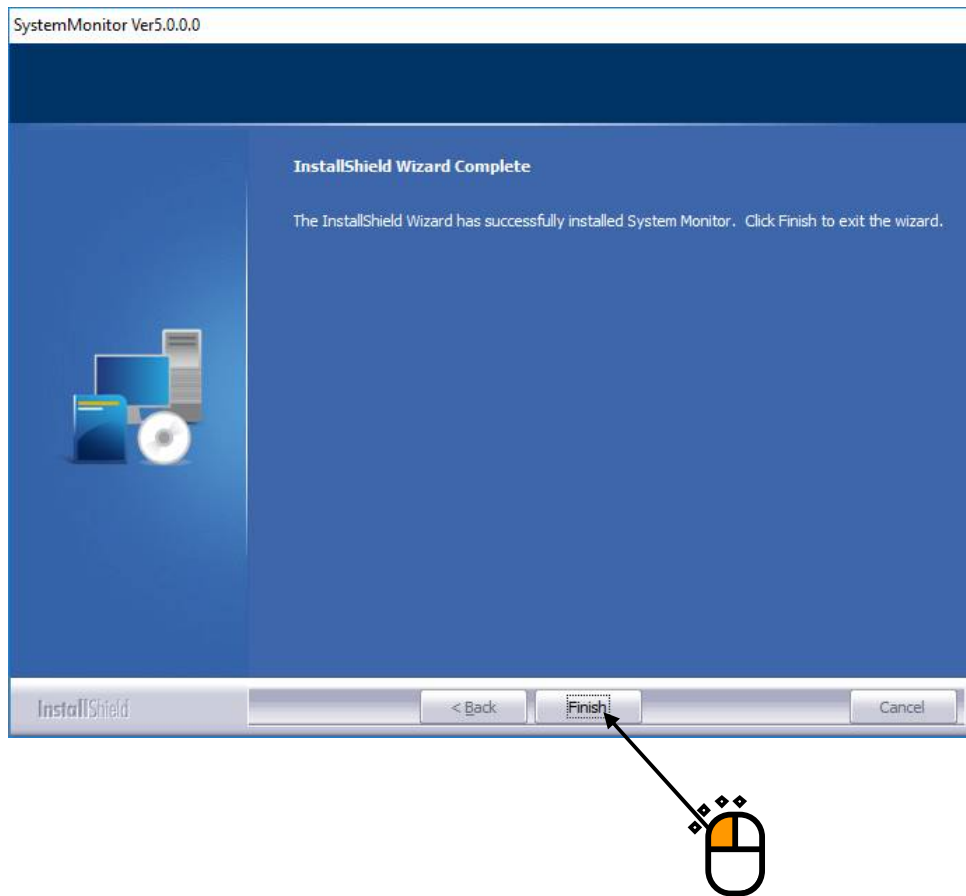 SystemMonitor Ver5.0.0.0
InstallShield Wizard Complete
The InstallShield Wizard has successfully installed System Monitor. Click Finish to exit the wizard.
InstallShield
< Back
Finish
Cancel